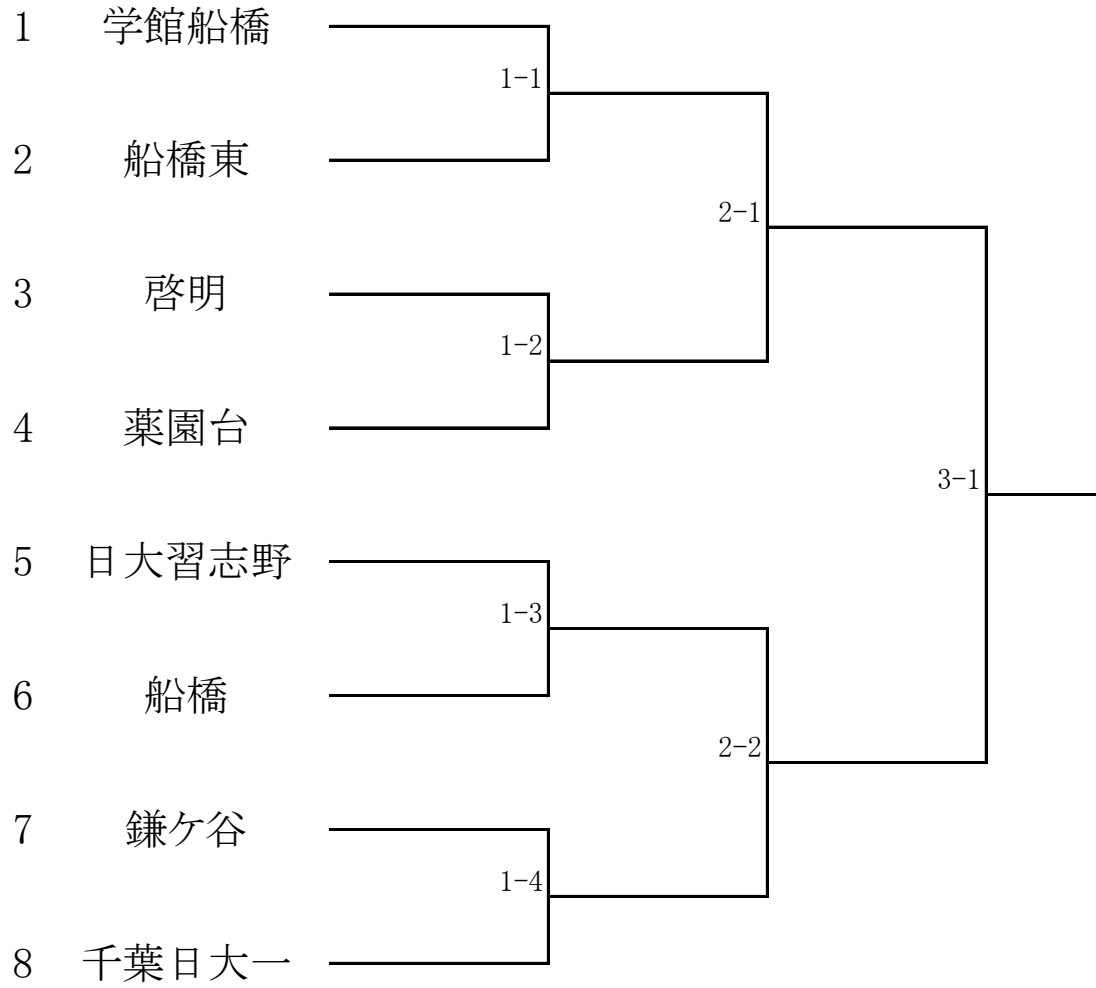 1 学館船橋
1-1
2 船橋東
2-1
3 啓明
1-2
4 薬園台
3-1
5 日大習志野
1-3
6 船橋
2-2
7 鎌ケ谷
1-4
8 千葉日大一